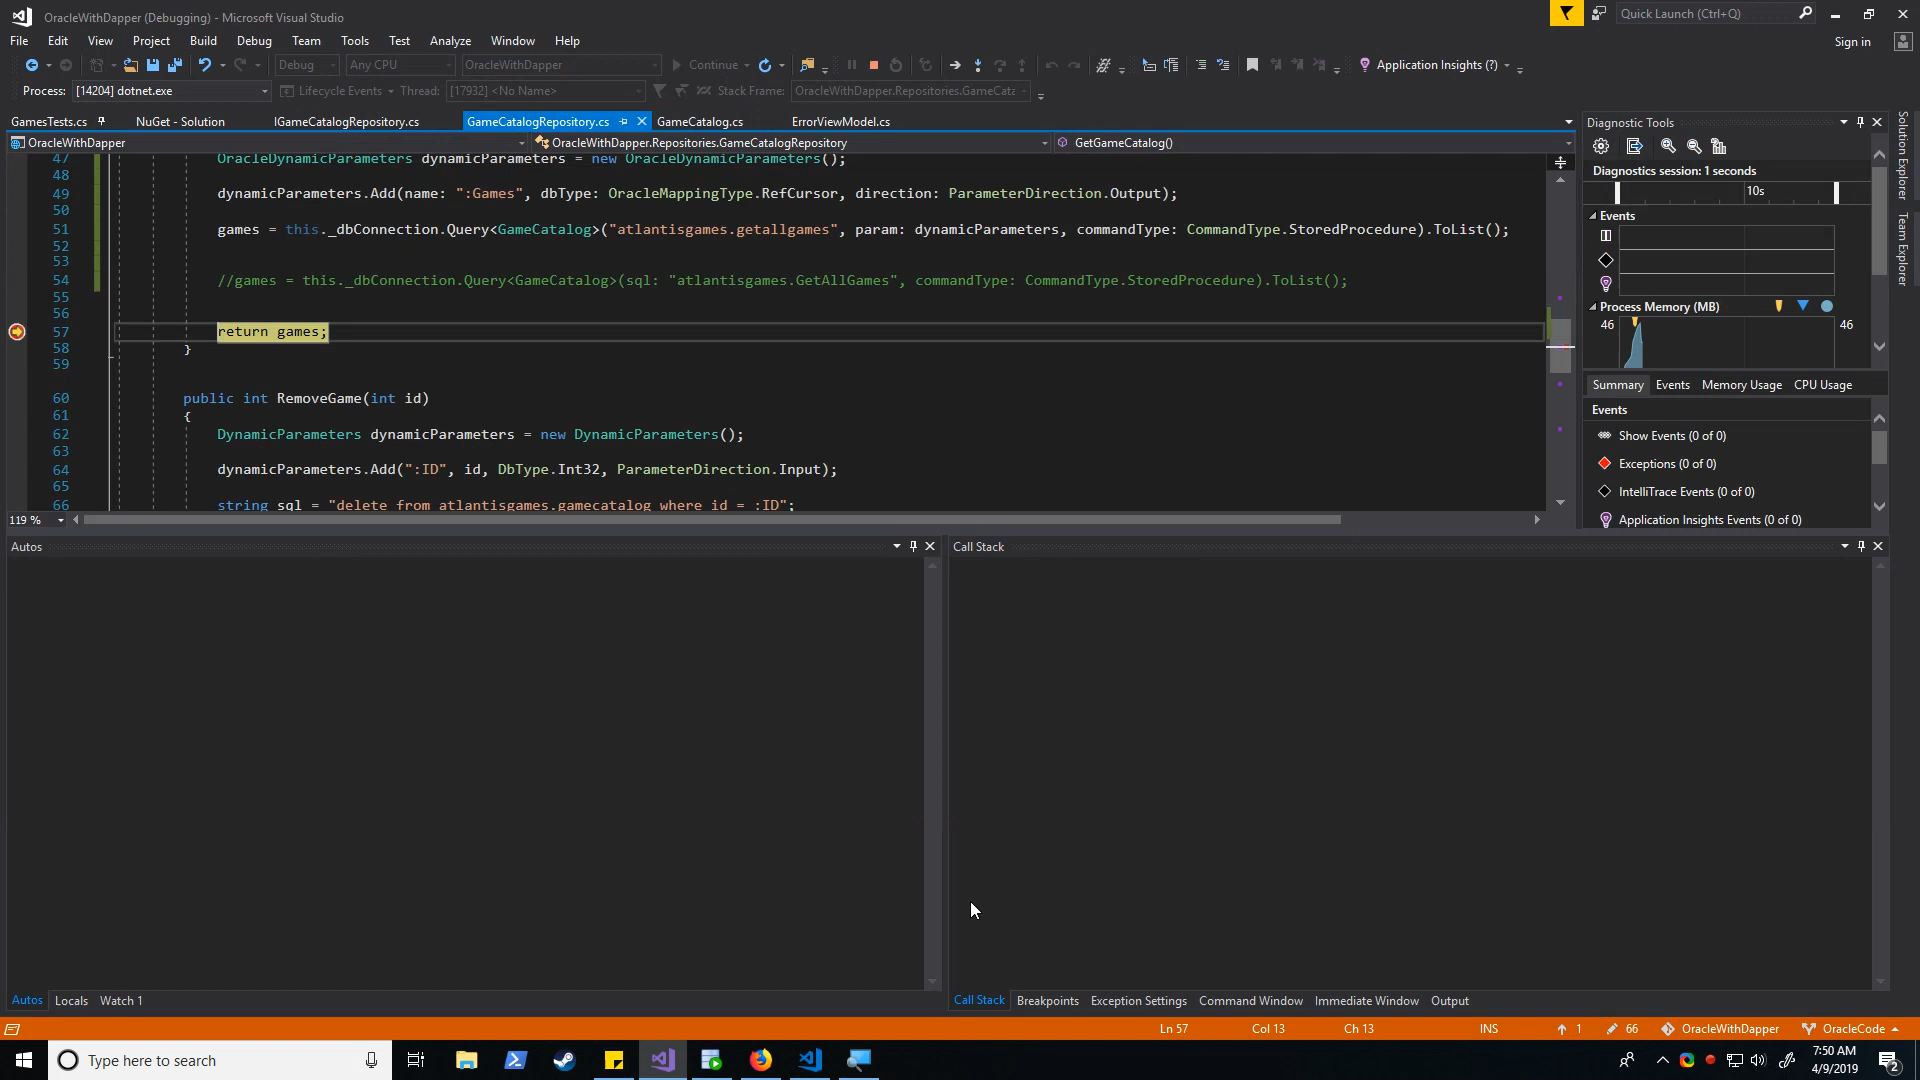 OracleWithDapper (Debugging) - Microsoft Visual Studio
Quick Launch (Ctrl+Q)
File Edit View Project Build Debug Team Tools Test Analyze Window Help
Sign in
Debug Any CPU OracleWithDapper Continue Application Insights (?)
Process: [14204] dotnet.exe Lifecycle Events Thread: [17932] <No Name> Stack Frame: OracleWithDapper.Repositories.GameCata
GamesTests.cs NuGet - Solution IGameCatalogRepository.cs GameCatalogRepository.cs GameCatalog.cs ErrorViewModel.cs
OracleWithDapper OracleWithDapper.Repositories.GameCatalogRepository GetGameCatalog()
47 OracleDynamicParameters dynamicParameters = new OracleDynamicParameters();
48
49 dynamicParameters.Add(name: ":Games", dbType: OracleMappingType.RefCursor, direction: ParameterDirection.Output);
50
51 games = this._dbConnection.Query<GameCatalog>("atlantisgames.getallgames", param: dynamicParameters, commandType: CommandType.StoredProcedure).ToList();
52
53
54 //games = this._dbConnection.Query<GameCatalog>(sql: "atlantisgames.GetAllGames", commandType: CommandType.StoredProcedure).ToList();
55
56
57 return games;
58 }
59
60 public int RemoveGame(int id)
61 {
62 DynamicParameters dynamicParameters = new DynamicParameters();
63
64 dynamicParameters.Add(":ID", id, DbType.Int32, ParameterDirection.Input);
65
66 string sql = "delete from atlantisgames.gamecatalog where id = :ID";
119 %
Diagnostic Tools
Diagnostics session: 1 seconds
10s
Events
Process Memory (MB)
46 46
Summary Events Memory Usage CPU Usage
Events
Show Events (0 of 0)
Exceptions (0 of 0)
IntelliTrace Events (0 of 0)
Application Insights Events (0 of 0)
Solution Explorer
Team Explorer
Autos
Call Stack
Autos Locals Watch 1
Call Stack Breakpoints Exception Settings Command Window Immediate Window Output
Ln 57 Col 13 Ch 13 INS 1 66 OracleWithDapper OracleCode
Type here to search
7:50 AM
4/9/2019
2